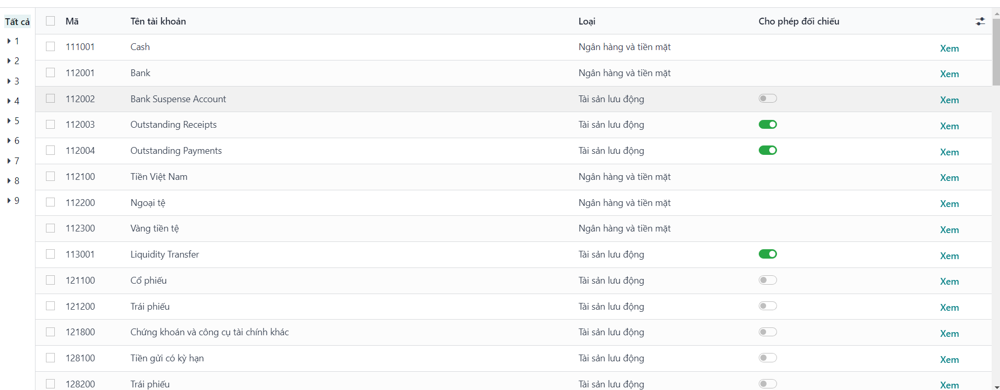 Tất cả
1
2
3
4
5
6
7
8
9
Mã Tên tài khoản Loại Cho phép đối chiếu
111001 Cash Ngân hàng và tiền mặt Xem
112001 Bank Ngân hàng và tiền mặt Xem
112002 Bank Suspense Account Tài sản lưu động Xem
112003 Outstanding Receipts Tài sản lưu động Xem
112004 Outstanding Payments Tài sản lưu động Xem
112100 Tiền Việt Nam Ngân hàng và tiền mặt Xem
112200 Ngoại tệ Ngân hàng và tiền mặt Xem
112300 Vàng tiền tệ Ngân hàng và tiền mặt Xem
113001 Liquidity Transfer Tài sản lưu động Xem
121100 Cổ phiếu Tài sản lưu động Xem
121200 Trái phiếu Tài sản lưu động Xem
121800 Chứng khoán và công cụ tài chính khác Tài sản lưu động Xem
128100 Tiền gửi có kỳ hạn Tài sản lưu động Xem
128200 Trái phiếu Tài sản lưu động Xem